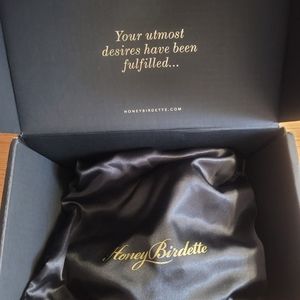 Your utmost
desires have been
fulfilled...
HONEYBIRDETTE.COM
Honey Birdette